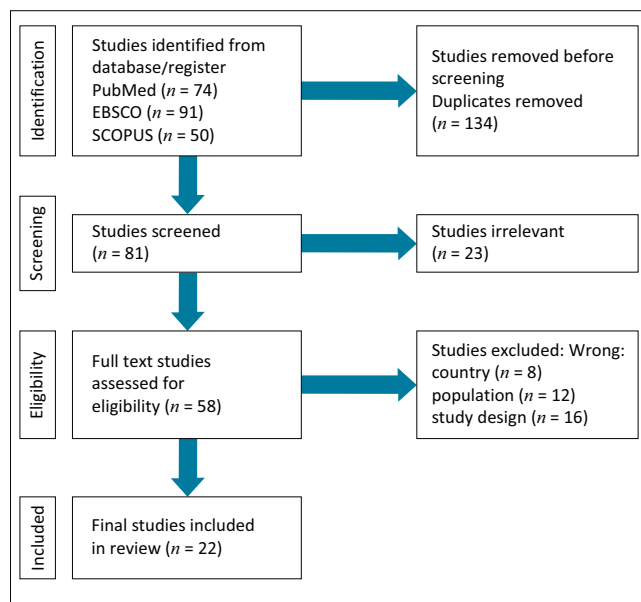 Identification
Studies identified from
database/register
PubMed (n = 74)
EBSCO (n = 91)
SCOPUS (n = 50)
Studies removed before
screening
Duplicates removed
(n = 134)
Screening
Studies screened
(n = 81)
Studies irrelevant
(n = 23)
Eligibility
Full text studies
assessed for
eligibility (n = 58)
Studies excluded: Wrong:
country (n = 8)
population (n = 12)
study design (n = 16)
Included
Final studies included
in review (n = 22)